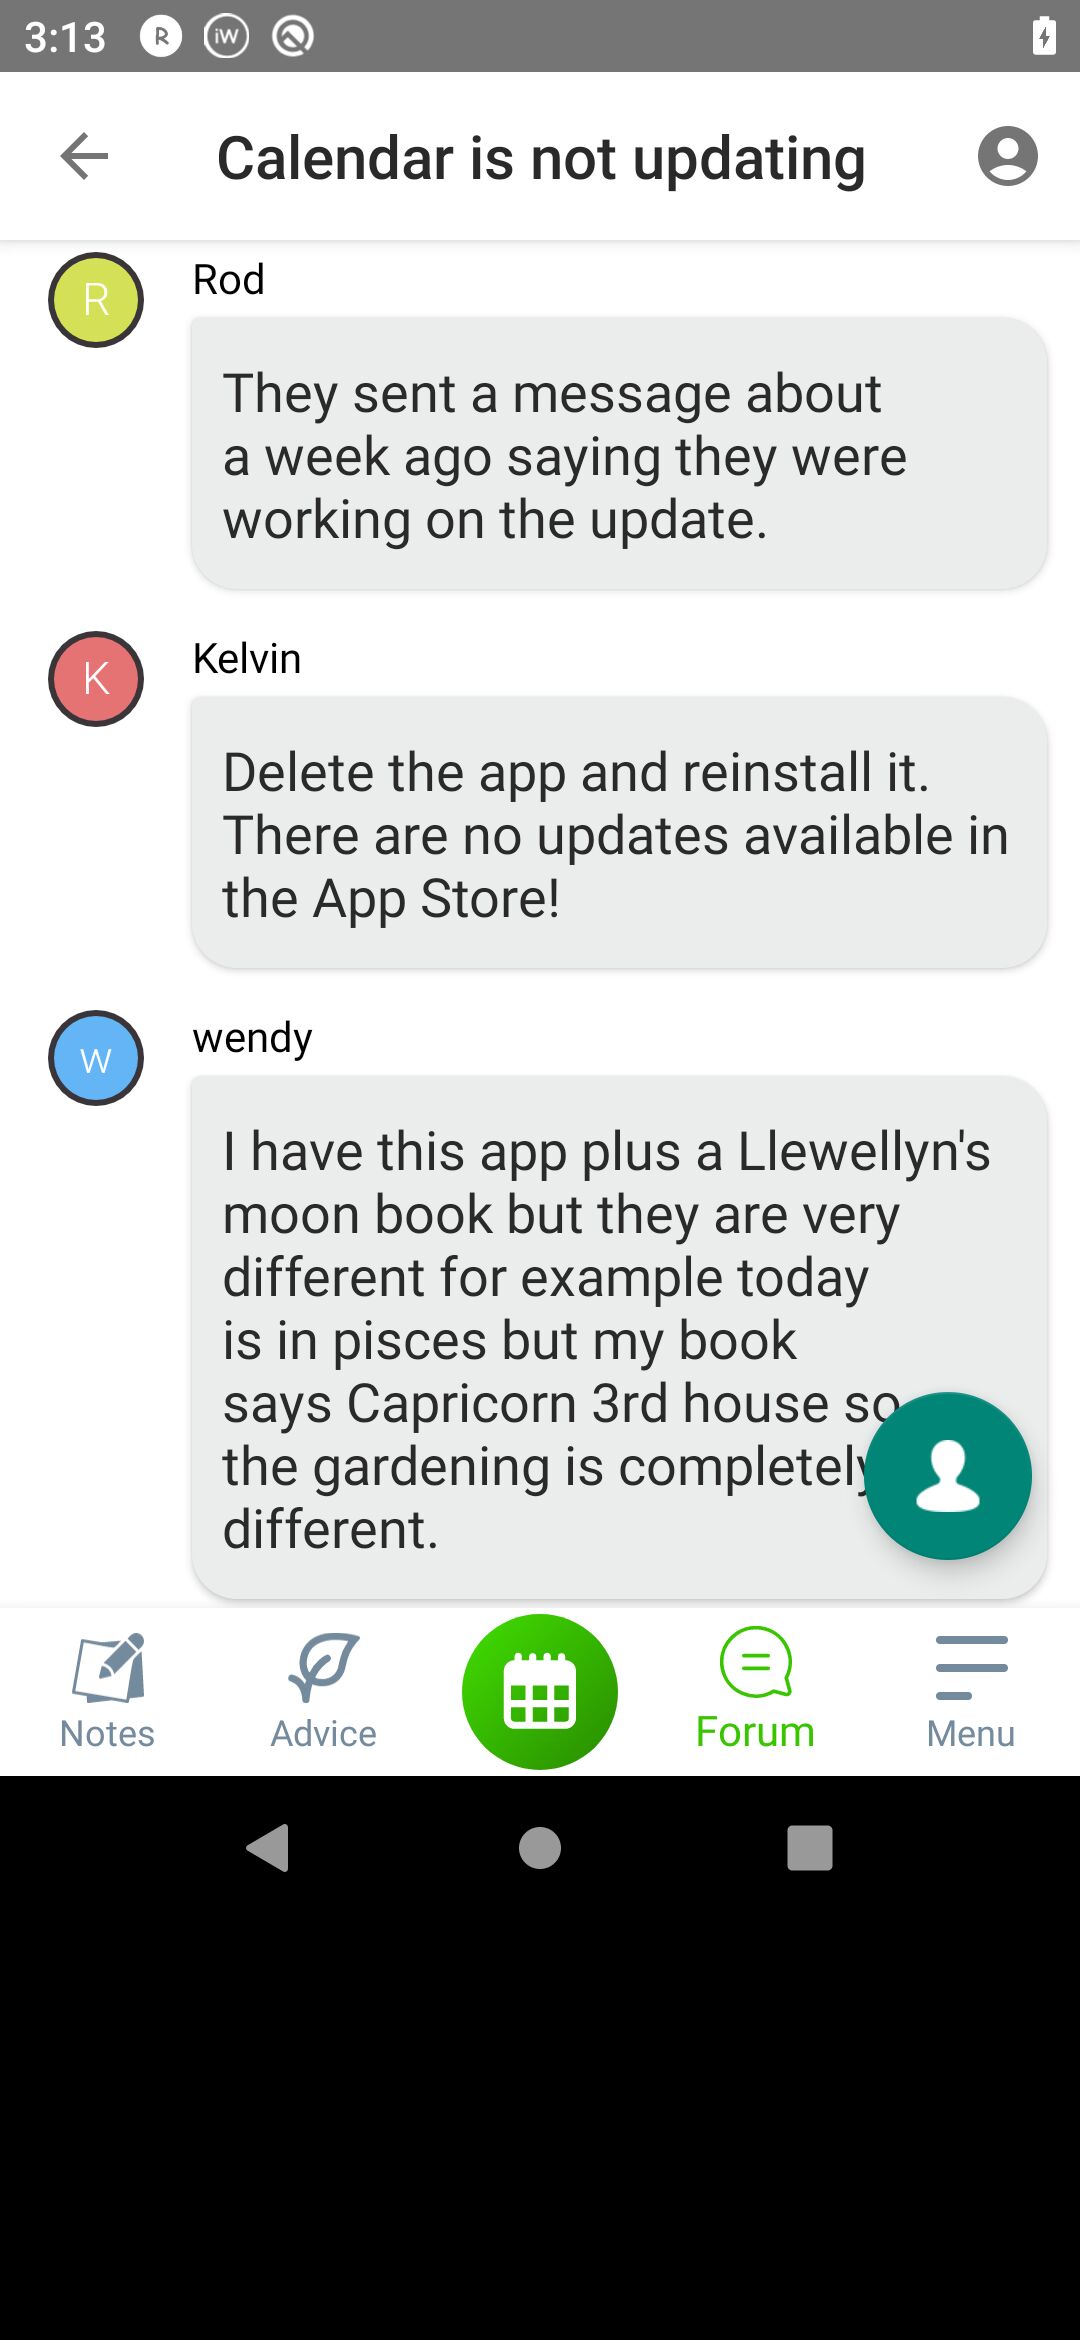 3:13 R iW
Calendar is not updating
R
Rod
They sent a message about
a week ago saying they were
working on the update.
K
Kelvin
Delete the app and reinstall it.
There are no updates available in
the App Store!
w
wendy
I have this app plus a Llewellyn's
moon book but they are very
different for example today
is in pisces but my book
says Capricorn 3rd house so
the gardening is completely
different.
Notes
Advice
Forum
Menu